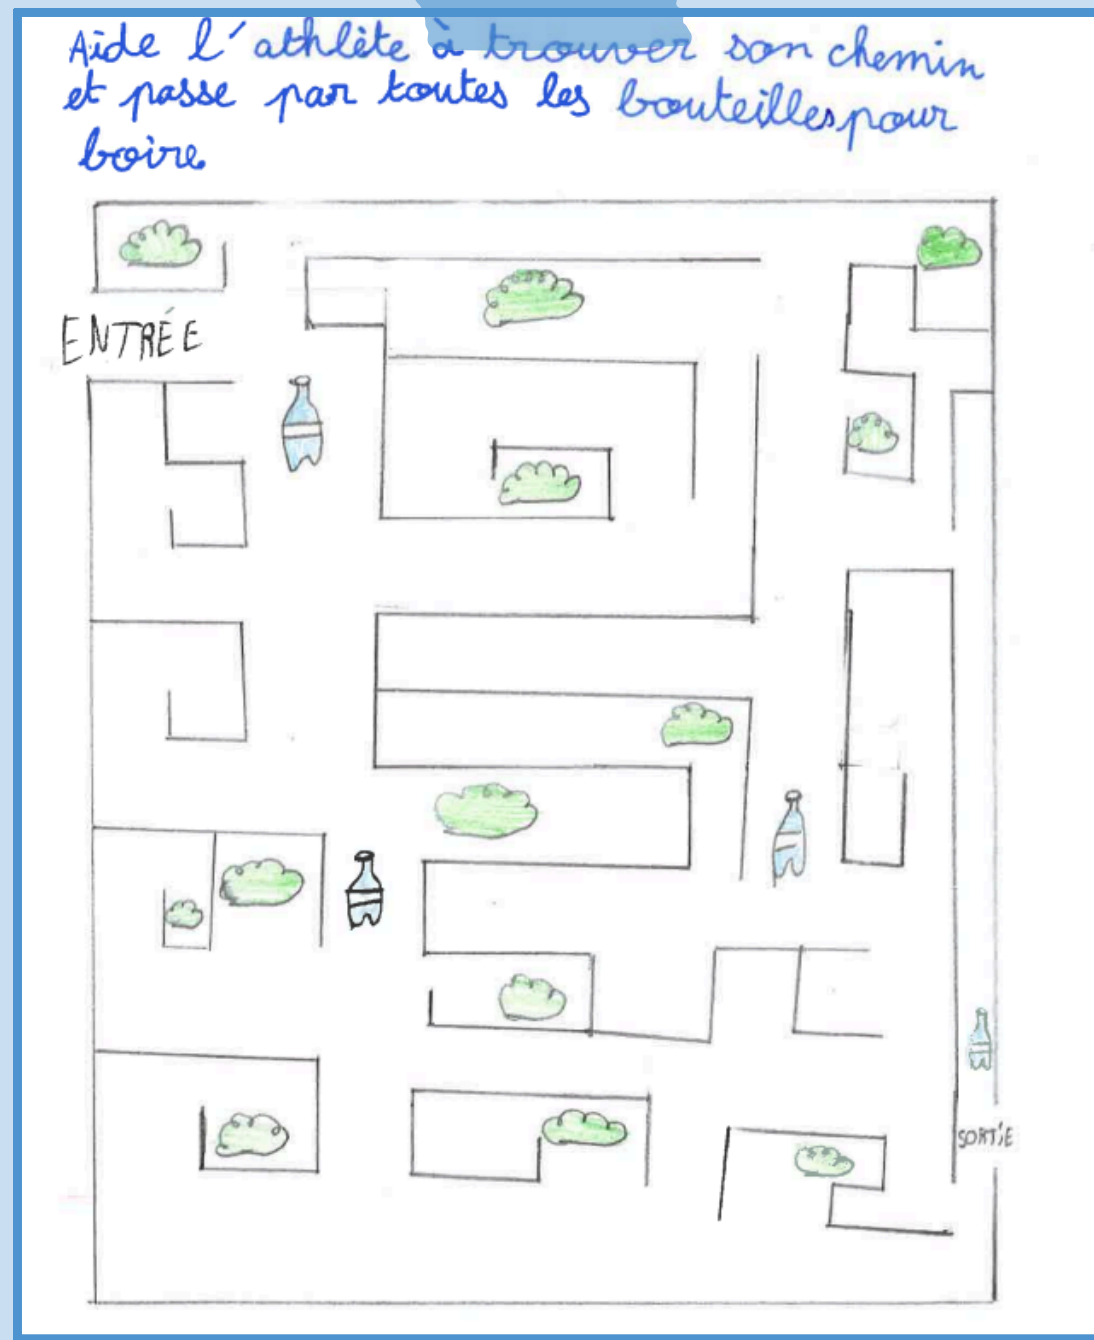 Aide l'athlète à trouver son chemin
et passe par toutes les bouteilles pour
boire.
ENTRÉE
SORTIE